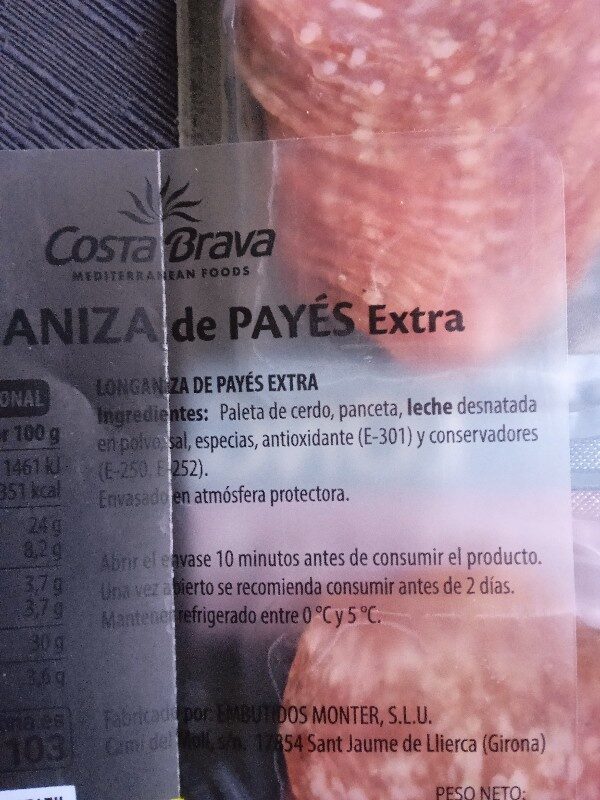 Costa Brava
MEDITERRANEAN FOODS
ANIZA de PAYÉS Extra
LONGANIZA DE PAYÉS EXTRA
Ingredientes: Paleta de cerdo, panceta, leche desnatada
en polvo, sal, especias, antioxidante (E-301) y conservadores
(E-250, E-252).
Envasado en atmósfera protectora.
Abrir el envase 10 minutos antes de consumir el producto.
Una vez abierto se recomienda consumir antes de 2 días.
Mantener refrigerado entre 0 °C y 5 °C.
Fabricado por: EMBUTIDOS MONTER, S.L.U.
Camí del Molí, s/n. 17854 Sant Jaume de Llierca (Girona)
PESO NETO:
ONAL
r 100 g
1461 kJ
351 kcal
24 g
8,2 g
3,7 g
3,7 g
30 g
3,6 g
103